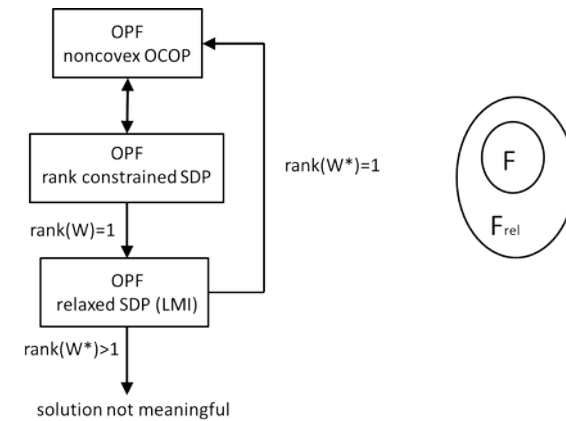 OPF
noncovex OCOP
OPF
rank constrained SDP
rank(W*)=1
rank(W)=1
OPF
relaxed SDP (LMI)
rank(W*)>1
solution not meaningful
F
Frel